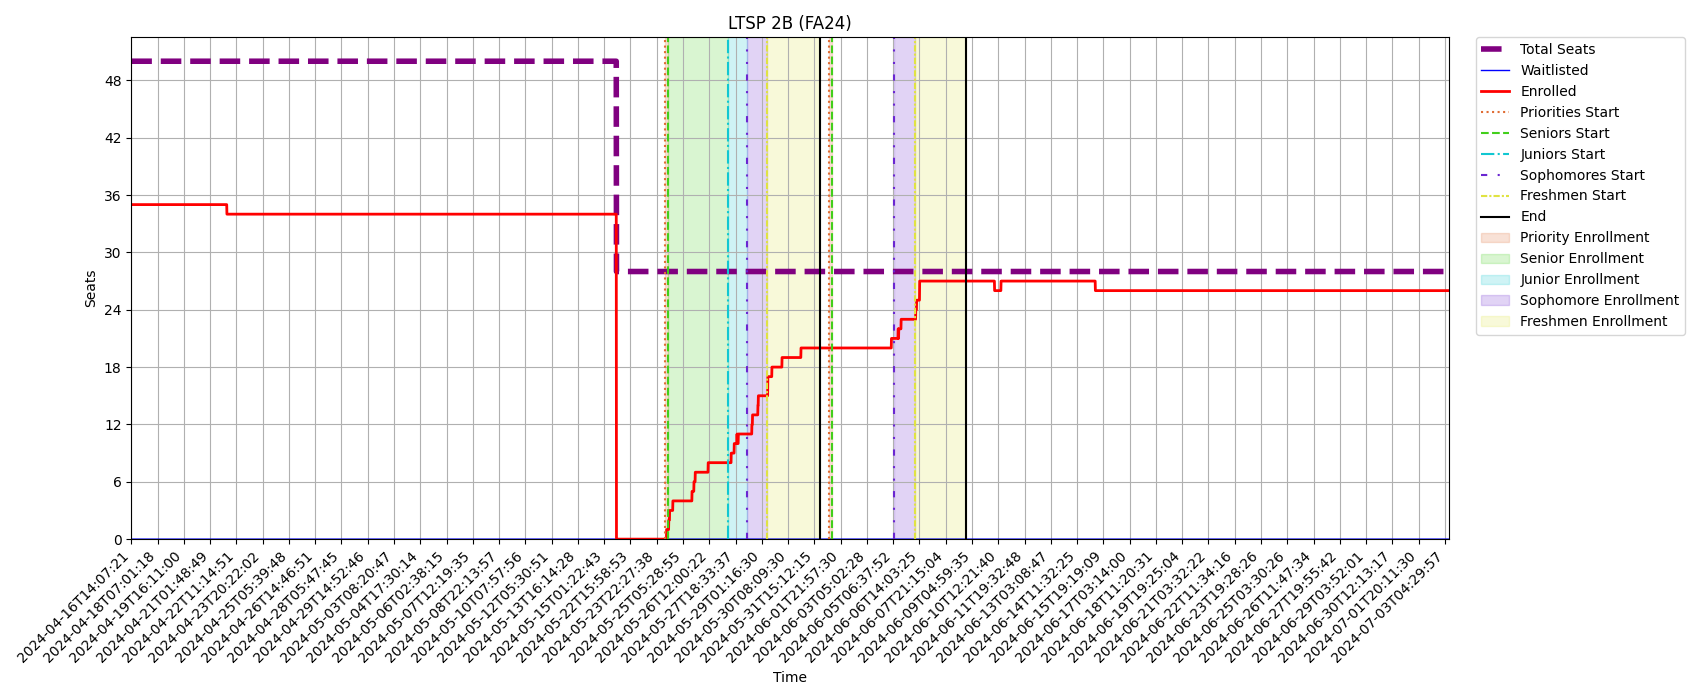 LTSP 2B (FA24)
Seats
48
42
36
30
24
18
12
6
0
2024-04-16T14:07:21
2024-04-18T07:01:18
2024-04-19T16:11:00
2024-04-21T01:48:49
2024-04-22T11:14:51
2024-04-23T20:22:02
2024-04-25T05:39:48
2024-04-26T14:46:51
2024-04-28T05:47:45
2024-04-29T14:52:46
2024-05-03T08:20:47
2024-05-04T17:30:14
2024-05-06T02:38:15
2024-05-07T12:19:35
2024-05-08T22:13:57
2024-05-10T07:57:56
2024-05-12T05:30:51
2024-05-13T16:14:28
2024-05-15T01:22:43
2024-05-22T15:58:53
2024-05-23T22:27:38
2024-05-25T05:28:55
2024-05-26T12:00:22
2024-05-27T18:33:37
2024-05-29T01:16:30
2024-05-30T08:09:30
2024-05-31T15:12:15
2024-06-01T21:57:30
2024-06-03T05:02:28
2024-06-05T06:37:52
2024-06-06T14:03:25
2024-06-07T21:15:04
2024-06-09T04:59:35
2024-06-10T12:21:40
2024-06-11T19:32:48
2024-06-13T03:08:47
2024-06-14T11:32:25
2024-06-15T19:19:09
2024-06-17T03:14:00
2024-06-18T11:20:31
2024-06-19T19:25:04
2024-06-21T03:32:22
2024-06-22T11:34:16
2024-06-23T19:28:26
2024-06-25T03:30:26
2024-06-26T11:47:34
2024-06-27T19:55:42
2024-06-29T03:52:01
2024-06-30T12:13:17
2024-07-01T20:11:30
2024-07-03T04:29:57
Time
Total Seats
Waitlisted
Enrolled
Priorities Start
Seniors Start
Juniors Start
Sophomores Start
Freshmen Start
End
Priority Enrollment
Senior Enrollment
Junior Enrollment
Sophomore Enrollment
Freshmen Enrollment